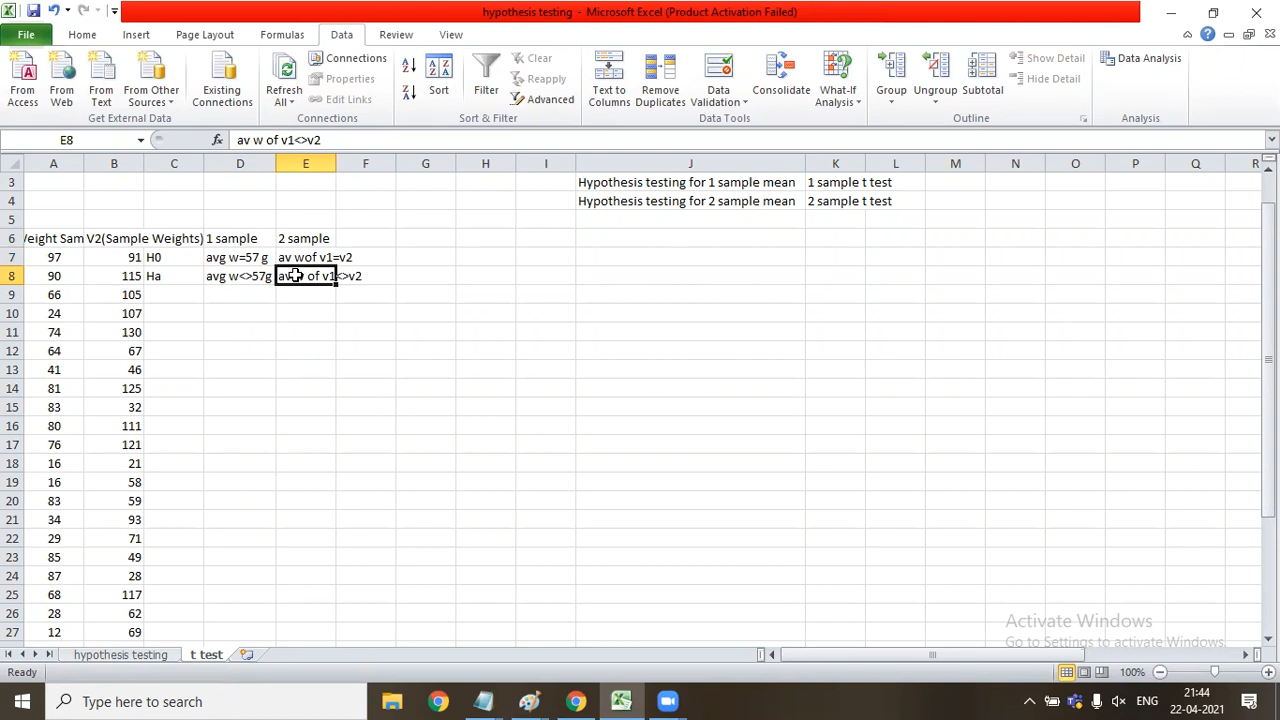 hypothesis testing - Microsoft Excel (Product Activation Failed)
File Home Insert Page Layout Formulas Data Review View
From Access From Web From Text From Other Sources Existing Connections
Get External Data
Refresh All Connections Properties Edit Links
Connections
Sort Filter Clear Reapply Advanced
Sort & Filter
Text to Columns Remove Duplicates Data Validation Consolidate What-If Analysis
Data Tools
Group Ungroup Subtotal Show Detail Hide Detail
Outline
Data Analysis
Analysis
E8 fx av w of v1<>v2
A B C D E F G H I J K L M N O P Q R
3 Hypothesis testing for 1 sample mean 1 sample t test
4 Hypothesis testing for 2 sample mean 2 sample t test
5
6 Veight Sam V2(Sample Weights) 1 sample 2 sample
7 97 91 H0 avg w=57 g av wof v1=v2
8 90 115 Ha avg w<>57g av of v1<>v2
9 66 105
10 24 107
11 74 130
12 64 67
13 41 46
14 81 125
15 83 32
16 80 111
17 76 121
18 16 21
19 16 58
20 83 59
21 34 93
22 29 71
23 85 49
24 87 28
25 68 117
26 28 62
27 12 69
Activate Windows
Go to Settings to activate Windows.
hypothesis testing t test
Ready 100%
Type here to search
ENG
21:44
22-04-2021